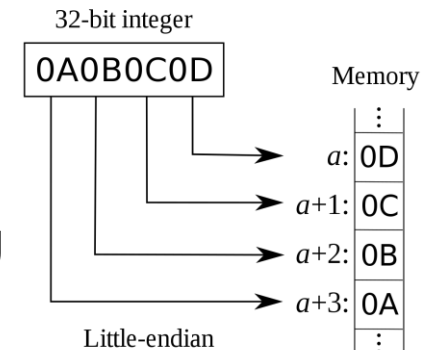 32-bit integer
0A0B0C0D
Memory
⋮
a: 0D
a+1: 0C
a+2: 0B
a+3: 0A
⋮
Little-endian